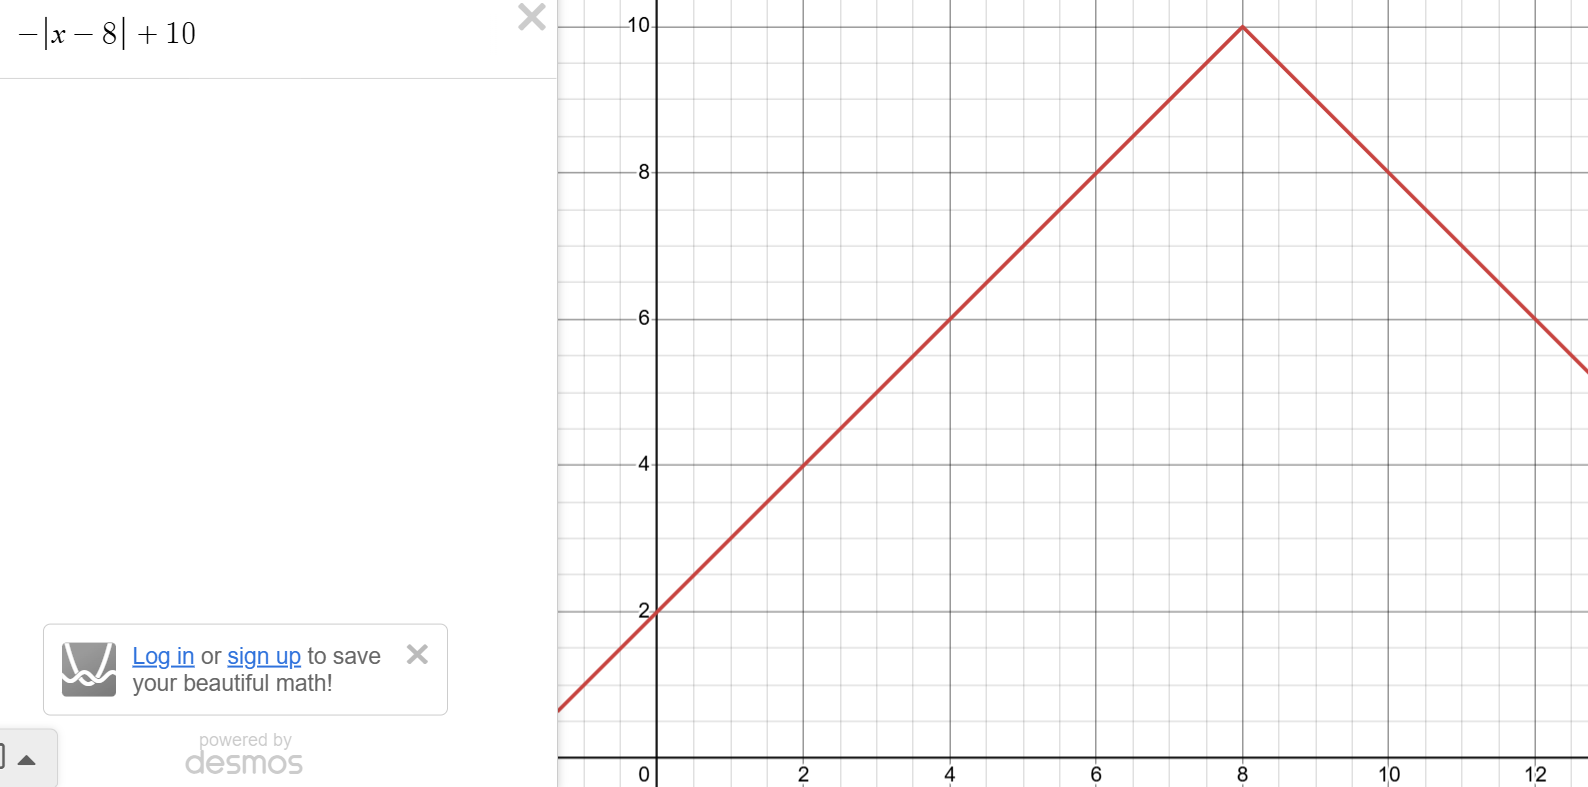 −|x − 8| + 10
Log in or sign up to save
your beautiful math!
powered by
desmos
10
8
6
4
2
0 2 4 6 8 10 12